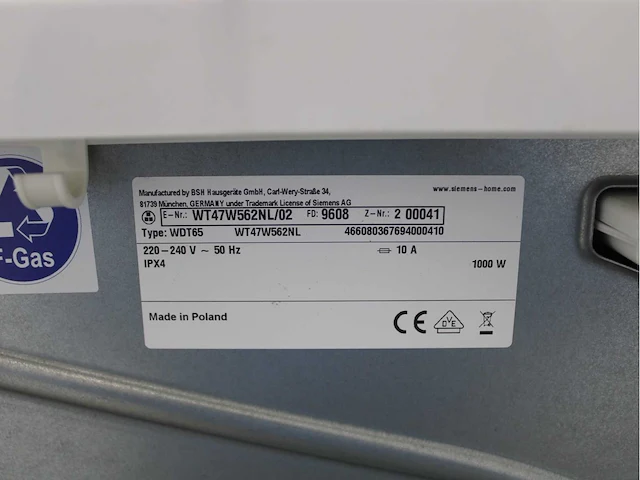 Manufactured by BSH Hausgeräte GmbH, Carl-Wery-Straße 34,
www.siemens-home.com
81739 München, GERMANY under Trademark License of Siemens AG
E-Nr.: WT47W562NL/02 FD: 9608 Z-Nr.: 2 00041
Type: WDT65 WT47W562NL 466080367694000410
220-240 V ~ 50 Hz 10 A
IPX4 1000 W
Made in Poland
CE DVE
F-Gas